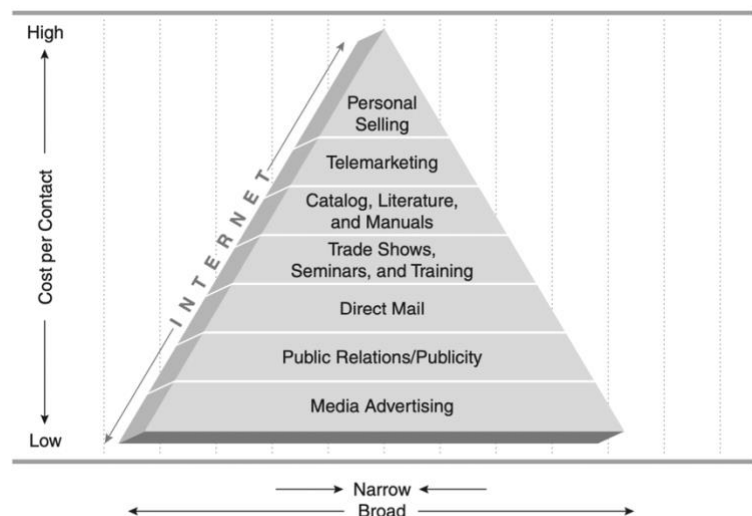 High
Personal
Selling
Telemarketing
Catalog, Literature,
and Manuals
Trade Shows,
Seminars, and Training
Direct Mail
Public Relations/Publicity
Media Advertising
INTERNET
Cost per Contact
Low
Narrow
Broad